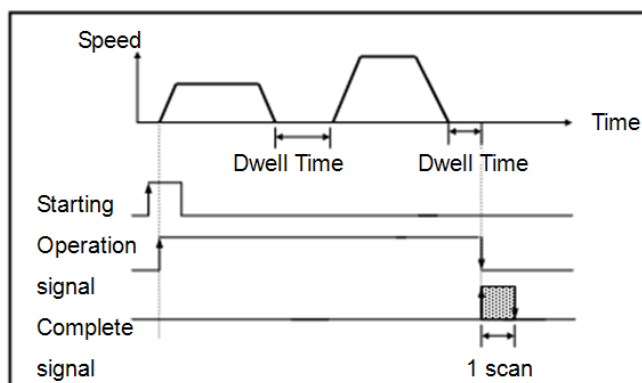 Speed
Time
Dwell Time
Dwell Time
Starting
Operation
signal
Complete
signal
1 scan